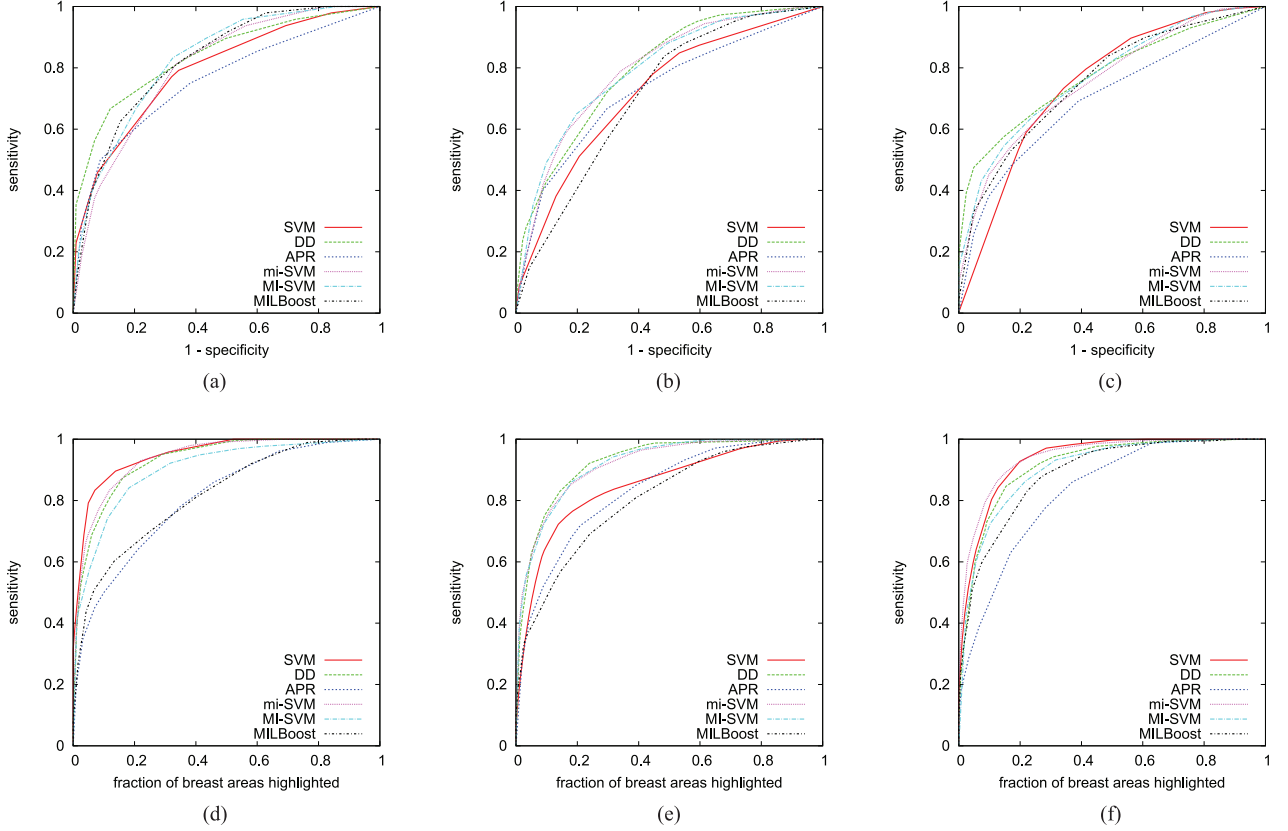 1
0.8
0.6
0.4
0.2
0
sensitivity
SVM
DD
APR
mi-SVM
MI-SVM
MILBoost
0 0.2 0.4 0.6 0.8 1
1 - specificity
(a)
1
0.8
0.6
0.4
0.2
0
sensitivity
SVM
DD
APR
mi-SVM
MI-SVM
MILBoost
0 0.2 0.4 0.6 0.8 1
1 - specificity
(b)
1
0.8
0.6
0.4
0.2
0
sensitivity
SVM
DD
APR
mi-SVM
MI-SVM
MILBoost
0 0.2 0.4 0.6 0.8 1
1 - specificity
(c)
1
0.8
0.6
0.4
0.2
0
sensitivity
SVM
DD
APR
mi-SVM
MI-SVM
MILBoost
0 0.2 0.4 0.6 0.8 1
fraction of breast areas highlighted
(d)
1
0.8
0.6
0.4
0.2
0
sensitivity
SVM
DD
APR
mi-SVM
MI-SVM
MILBoost
0 0.2 0.4 0.6 0.8 1
fraction of breast areas highlighted
(e)
1
0.8
0.6
0.4
0.2
0
sensitivity
SVM
DD
APR
mi-SVM
MI-SVM
MILBoost
0 0.2 0.4 0.6 0.8 1
fraction of breast areas highlighted
(f)